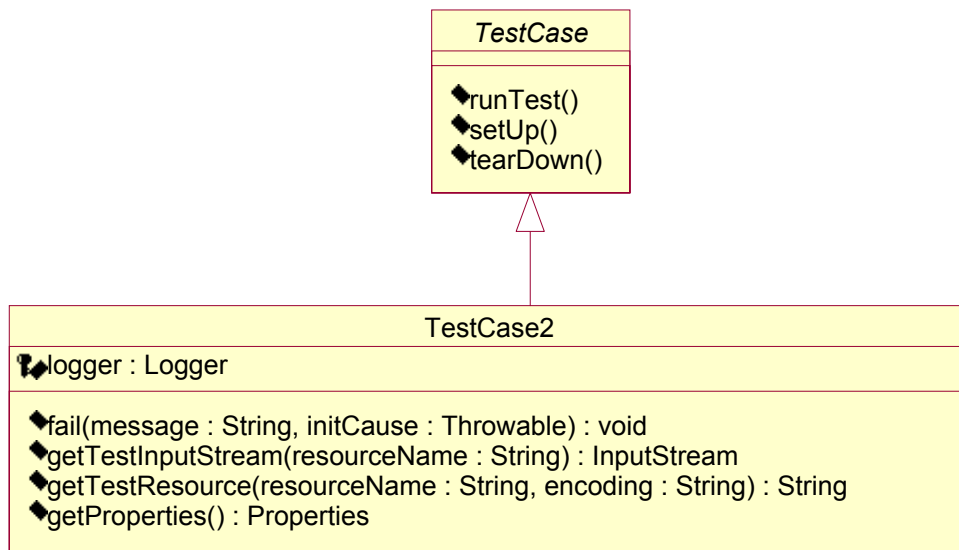 TestCase
runTest()
setUp()
tearDown()
TestCase2
logger : Logger
fail(message : String, initCause : Throwable) : void
getTestInputStream(resourceName : String) : InputStream
getTestResource(resourceName : String, encoding : String) : String
getProperties() : Properties